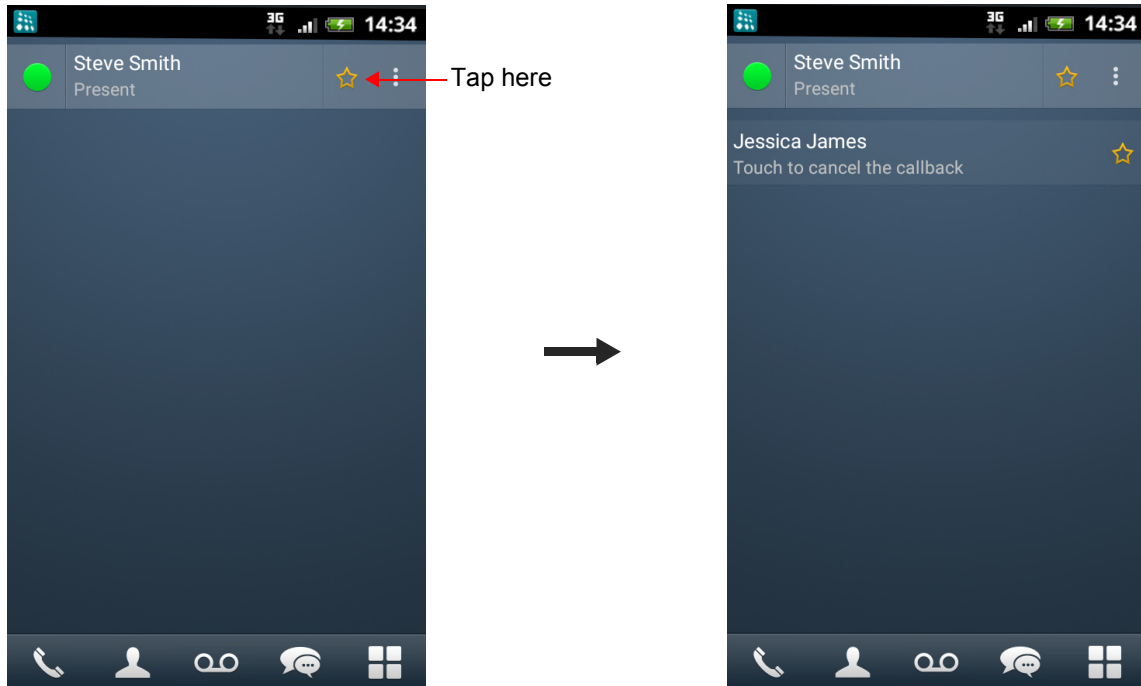 3G 14:34
Steve Smith
Present
Tap here
3G 14:34
Steve Smith
Present
Jessica James
Touch to cancel the callback